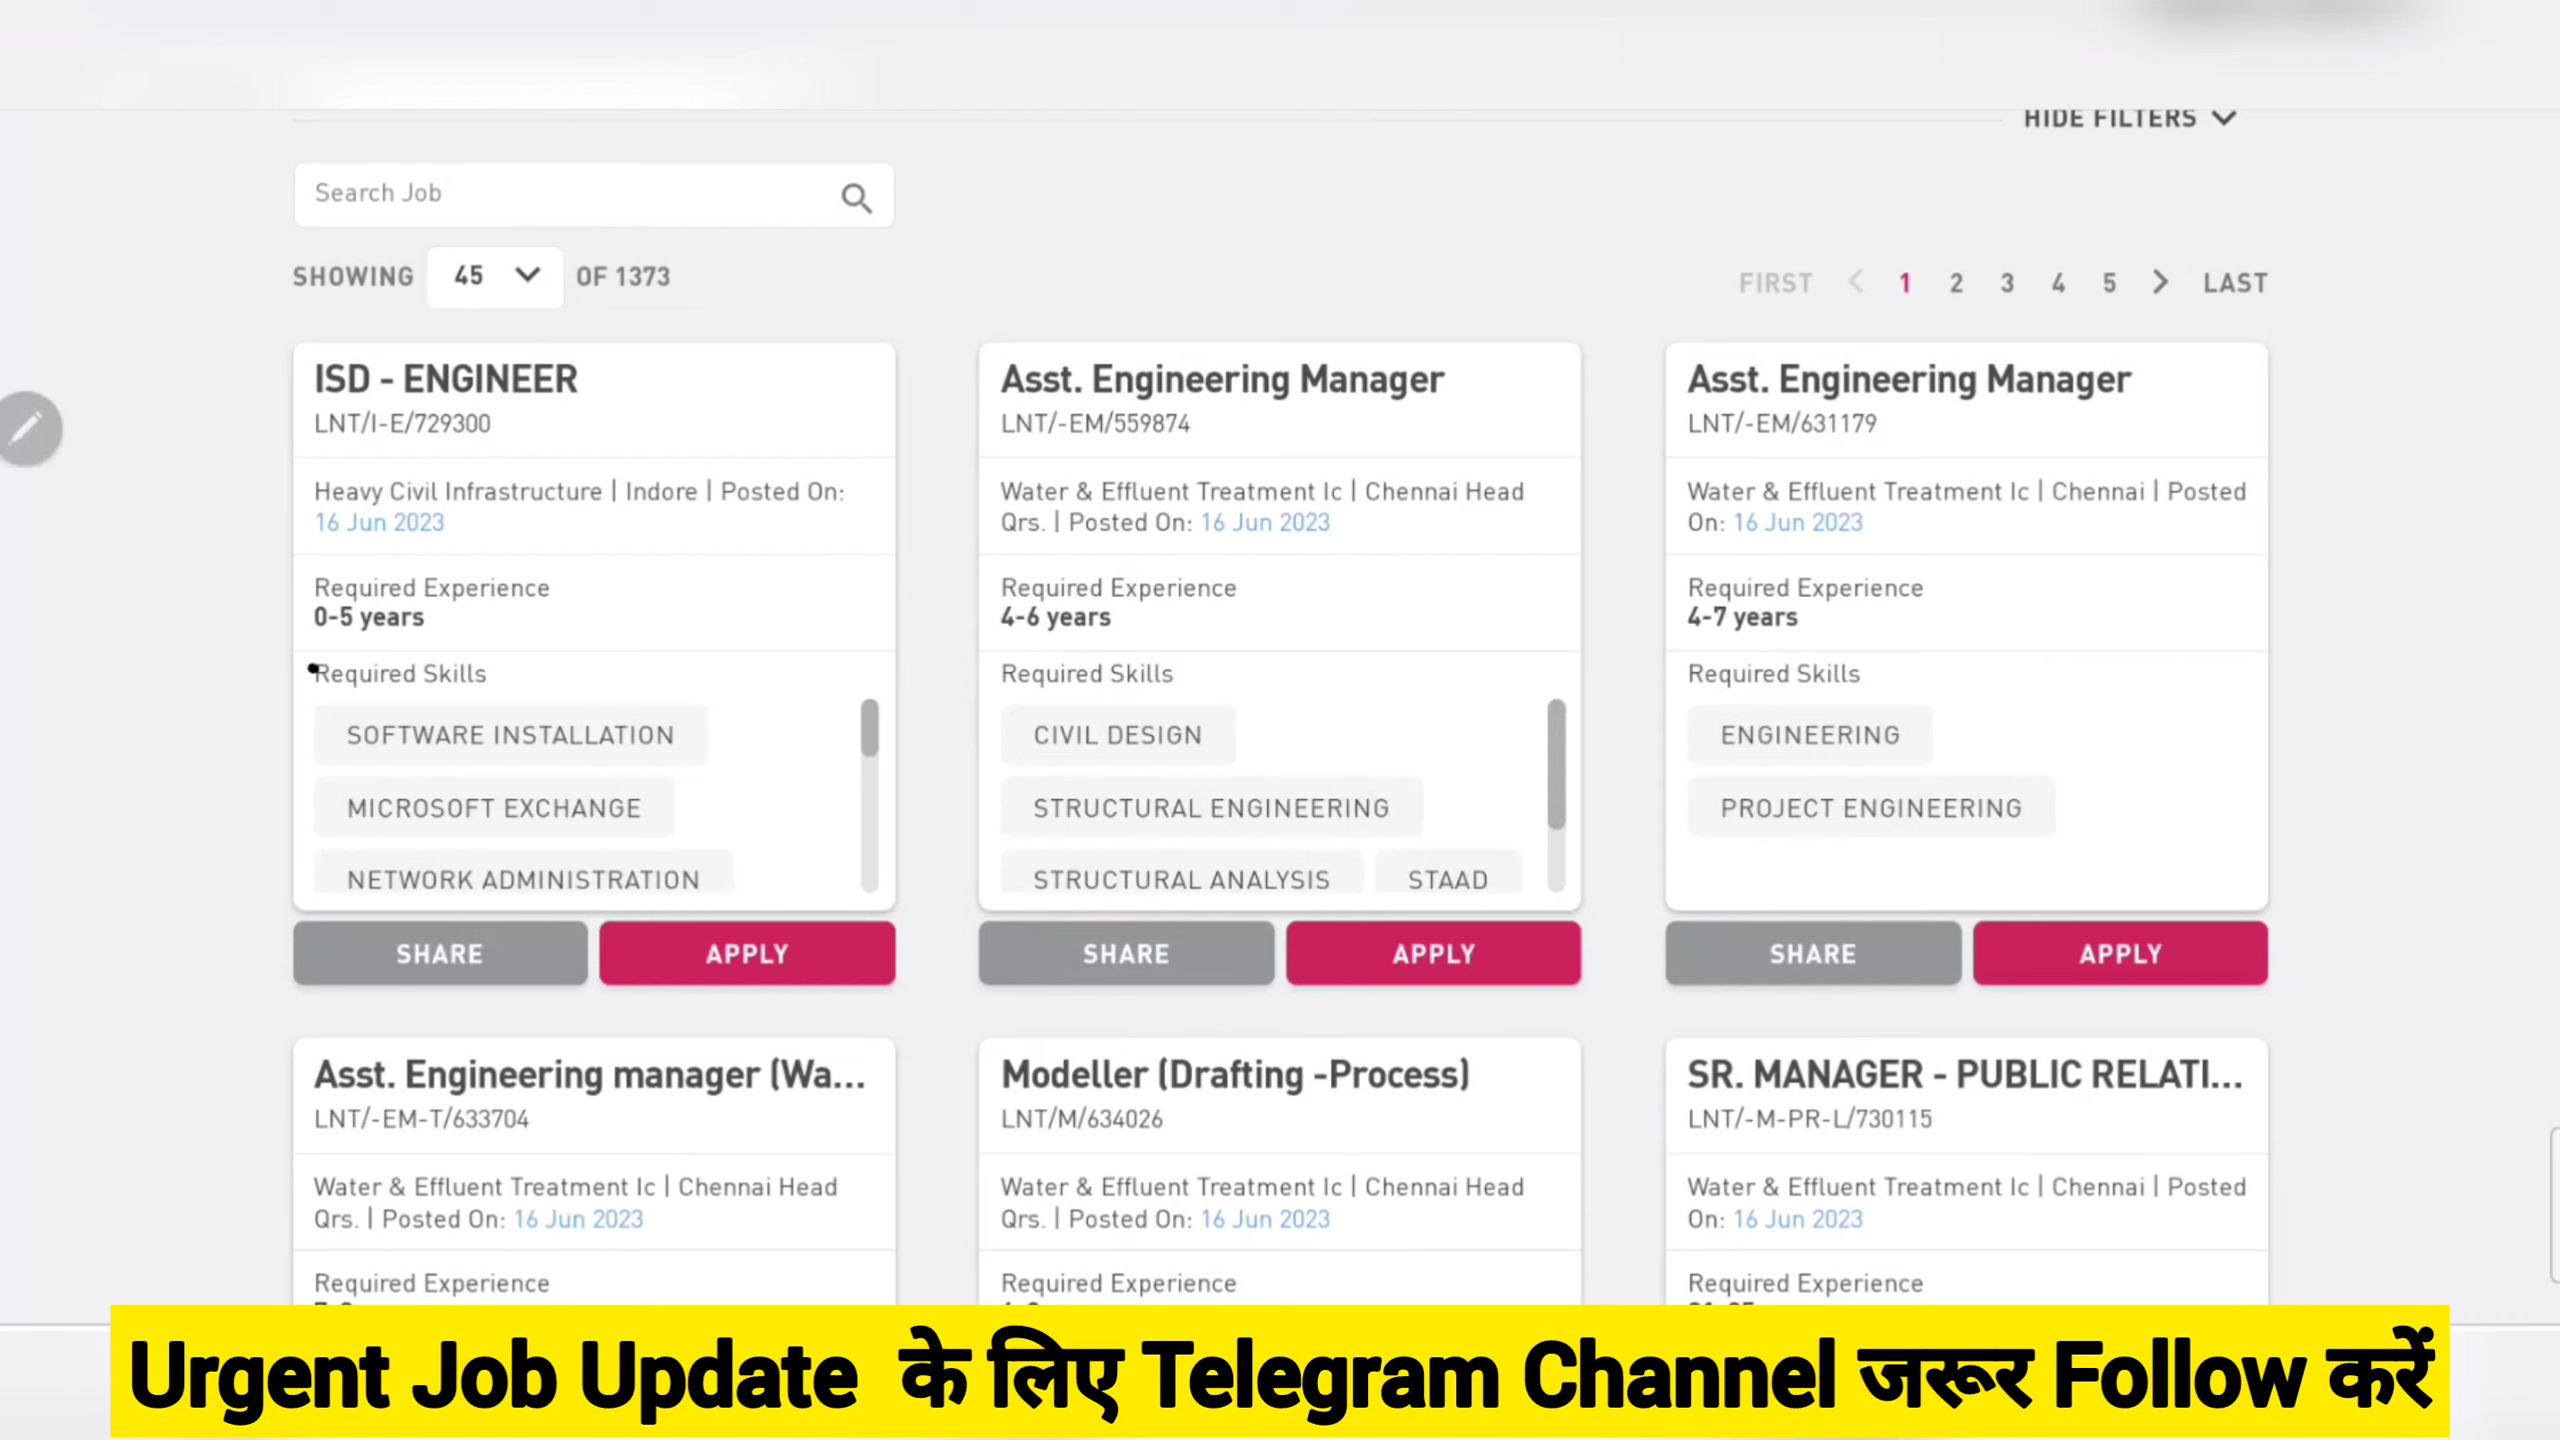 HIDE FILTERS
Search Job
SHOWING 45 OF 1373
FIRST 1 2 3 4 5 LAST
ISD - ENGINEER
LNT/I-E/729300
Heavy Civil Infrastructure | Indore | Posted On:
16 Jun 2023
Required Experience
0-5 years
Required Skills
SOFTWARE INSTALLATION
MICROSOFT EXCHANGE
NETWORK ADMINISTRATION
SHARE APPLY
Asst. Engineering Manager
LNT/-EM/559874
Water & Effluent Treatment Ic | Chennai Head
Qrs. | Posted On: 16 Jun 2023
Required Experience
4-6 years
Required Skills
CIVIL DESIGN
STRUCTURAL ENGINEERING
STRUCTURAL ANALYSIS STAAD
SHARE APPLY
Asst. Engineering Manager
LNT/-EM/631179
Water & Effluent Treatment Ic | Chennai | Posted
On: 16 Jun 2023
Required Experience
4-7 years
Required Skills
ENGINEERING
PROJECT ENGINEERING
SHARE APPLY
Asst. Engineering manager (Wa...
LNT/-EM-T/633704
Water & Effluent Treatment Ic | Chennai Head
Qrs. | Posted On: 16 Jun 2023
Required Experience
Modeller (Drafting -Process)
LNT/M/634026
Water & Effluent Treatment Ic | Chennai Head
Qrs. | Posted On: 16 Jun 2023
Required Experience
SR. MANAGER - PUBLIC RELATI...
LNT/-M-PR-L/730115
Water & Effluent Treatment Ic | Chennai | Posted
On: 16 Jun 2023
Required Experience
Urgent Job Update के लिए Telegram Channel जरूर Follow करें